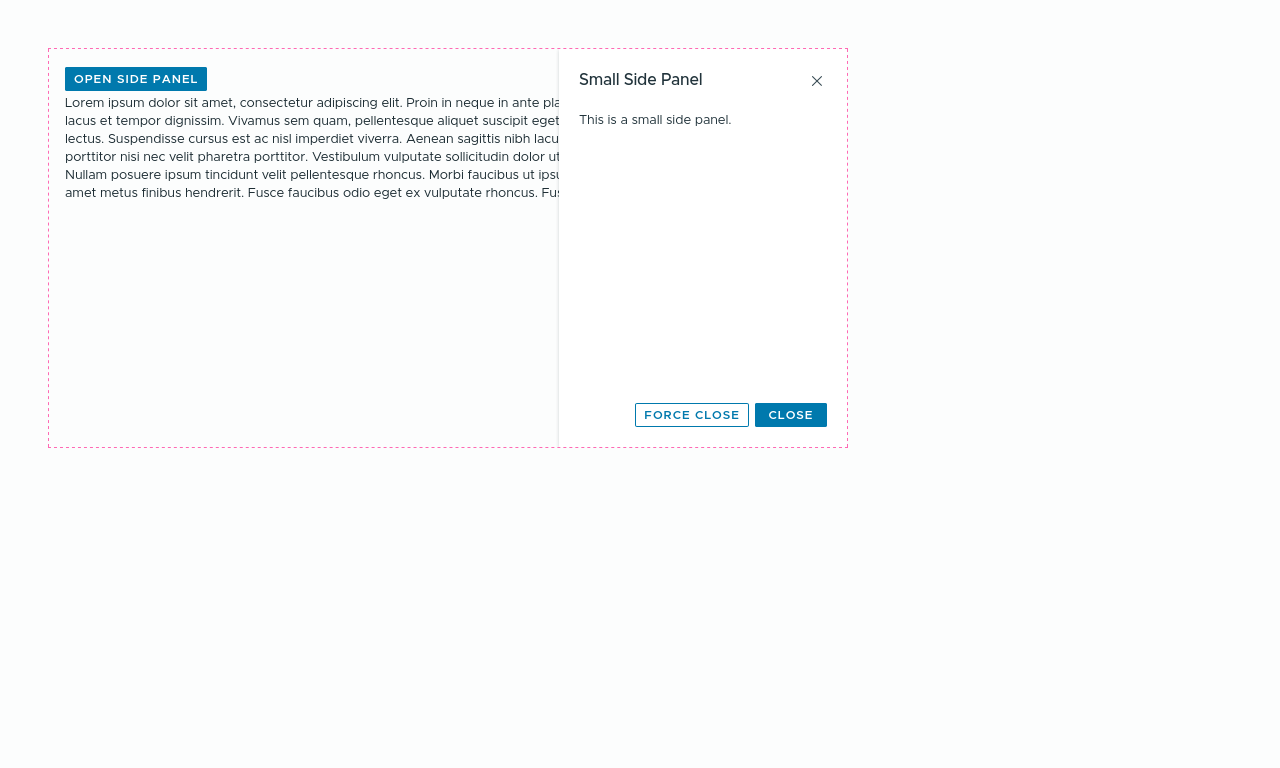 OPEN SIDE PANEL
Lorem ipsum dolor sit amet, consectetur adipiscing elit. Proin in neque in ante
lacus et tempor dignissim. Vivamus sem quam, pellentesque aliquet suscipit eget
lectus. Suspendisse cursus est ac nisl imperdiet viverra. Aenean sagittis nibh
porttitor nisi nec velit pharetra porttitor. Vestibulum vulputate sollicitudin dolor ut
Nullam posuere ipsum tincidunt velit pellentesque rhoncus. Morbi faucibus ut
amet metus finibus hendrerit. Fusce faucibus odio eget ex vulputate rhoncus.
Small Side Panel
This is a small side panel.
FORCE CLOSE
CLOSE